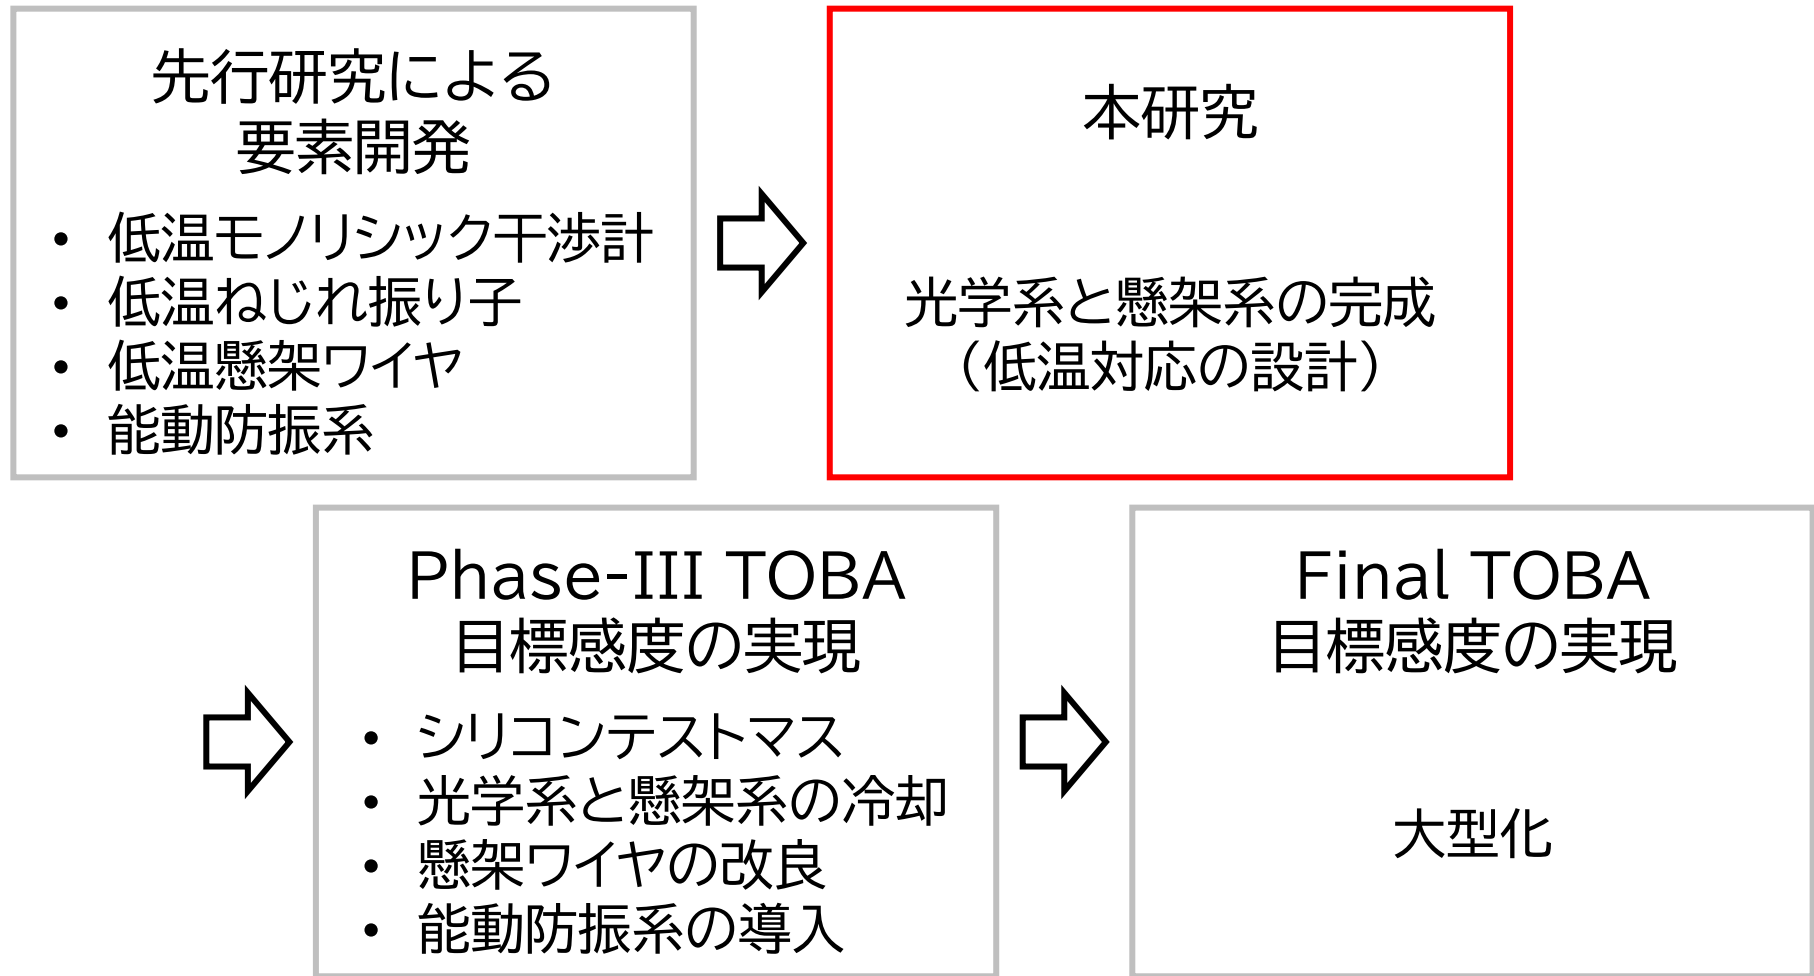 先行研究による
要素開発
• 低温モノリシック干渉計
• 低温ねじれ振り子
• 低温懸架ワイヤ
• 能動防振系
本研究
光学系と懸架系の完成
（低温対応の設計）
Phase-III TOBA
目標感度の実現
• シリコンテストマス
• 光学系と懸架系の冷却
• 懸架ワイヤの改良
• 能動防振系の導入
Final TOBA
目標感度の実現
大型化